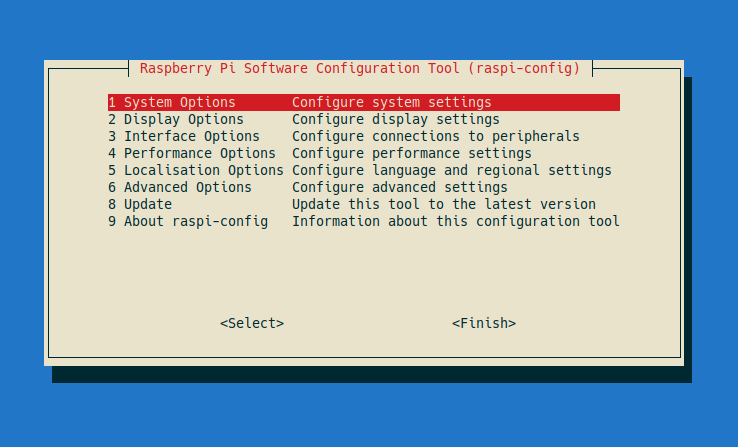 Raspberry Pi Software Configuration Tool (raspi-config)
1 System Options       Configure system settings
2 Display Options      Configure display settings
3 Interface Options    Configure connections to peripherals
4 Performance Options  Configure performance settings
5 Localisation Options Configure language and regional settings
6 Advanced Options     Configure advanced settings
8 Update               Update this tool to the latest version
9 About raspi-config   Information about this configuration tool
<Select>                     <Finish>